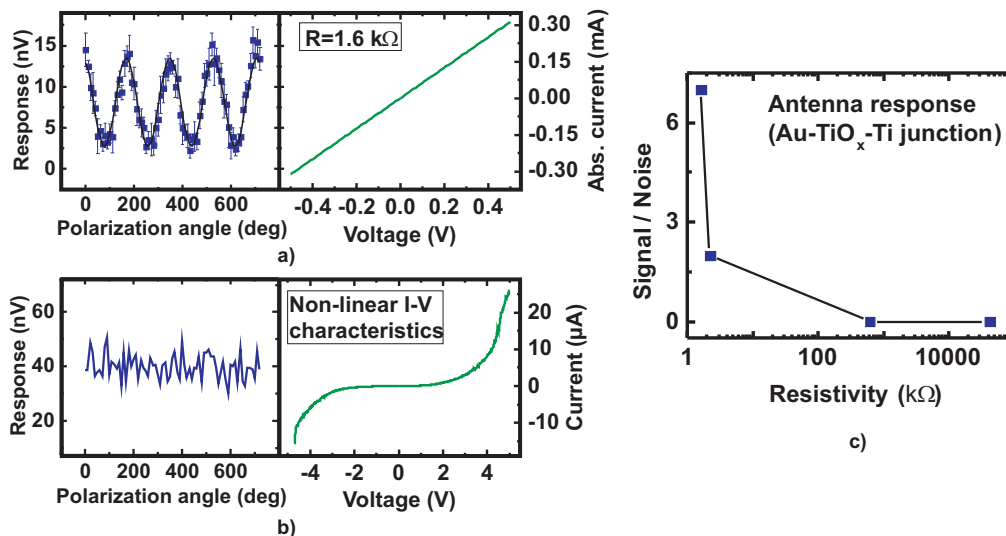 15
10
5
0
Response (nV)
0 200 400 600
Polarization angle (deg)
R=1.6 kΩ
0.30
0.15
0.00
-0.15
-0.30
Abs. current (mA)
-0.4 -0.2 0.0 0.2 0.4
Voltage (V)
a)
60
40
20
Response (nV)
0 200 400 600
Polarization angle (deg)
Non-linear I-V
characteristics
20
10
0
-10
Current (µA)
-4 -2 0 2 4
Voltage (V)
b)
Antenna response
(Au-TiOx-Ti junction)
6
3
0
Signal / Noise
1 100 10000
Resistivity (kΩ)
c)